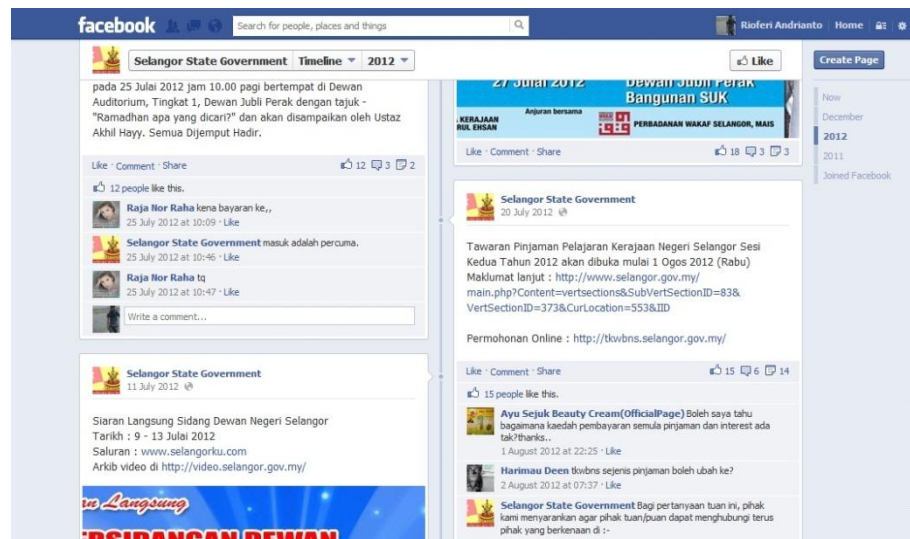 facebook
Search for people, places and things
Rioferi Andrianto Home
Selangor State Government Timeline 2012
Like
Create Page
Now
December
2012
2011
Joined Facebook
pada 25 Julai 2012 jam 10.00 pagi bertempat di Dewan
Auditorium, Tingkat 1, Dewan Jubli Perak dengan tajuk -
"Ramadhan apa yang dicari?" dan akan disampaikan oleh Ustaz
Akhil Hayy. Semua Dijemput Hadir.
Like · Comment · Share 12 3 2
12 people like this.
Raja Nor Raha kena bayaran ke,,
25 July 2012 at 10:09 · Like
Selangor State Government masuk adalah percuma.
25 July 2012 at 10:46 · Like
Raja Nor Raha tq
25 July 2012 at 10:47 · Like
Write a comment...
Selangor State Government
11 July 2012
Siaran Langsung Sidang Dewan Negeri Selangor
Tarikh : 9 - 13 Julai 2012
Saluran : www.selangorku.com
Arkib video di http://video.selangor.gov.my/
an Langsung
ERSIDANGAN DEWAN
27 Julai 2012 Dewan Jubli Perak
Bangunan SUK
Anjuran bersama
KERAJAAN
RUL EHSAN
PERBADANAN WAKAF SELANGOR, MAIS
Like · Comment · Share 18 3 3
Selangor State Government
20 July 2012
Tawaran Pinjaman Pelajaran Kerajaan Negeri Selangor Sesi
Kedua Tahun 2012 akan dibuka mulai 1 Ogos 2012 (Rabu)
Maklumat lanjut : http://www.selangor.gov.my/
main.php?Content=vertsections&SubVertSectionID=83&
VertSectionID=373&CurLocation=553&IID
Permohonan Online : http://tkwbns.selangor.gov.my/
Like · Comment · Share 15 6 14
15 people like this.
Ayu Sejuk Beauty Cream(OfficialPage) Boleh saya tahu
bagaimana kaedah pembayaran semula pinjaman dan interest ada
tak?thanks..
1 August 2012 at 22:25 · Like
Harimau Deen tkwbns sejenis pinjaman boleh ubah ke?
2 August 2012 at 07:37 · Like
Selangor State Government Bagi pertanyaan tuan ini, pihak
kami menyarankan agar pihak tuan/puan dapat menghubungi terus
pihak yang berkenaan di :-